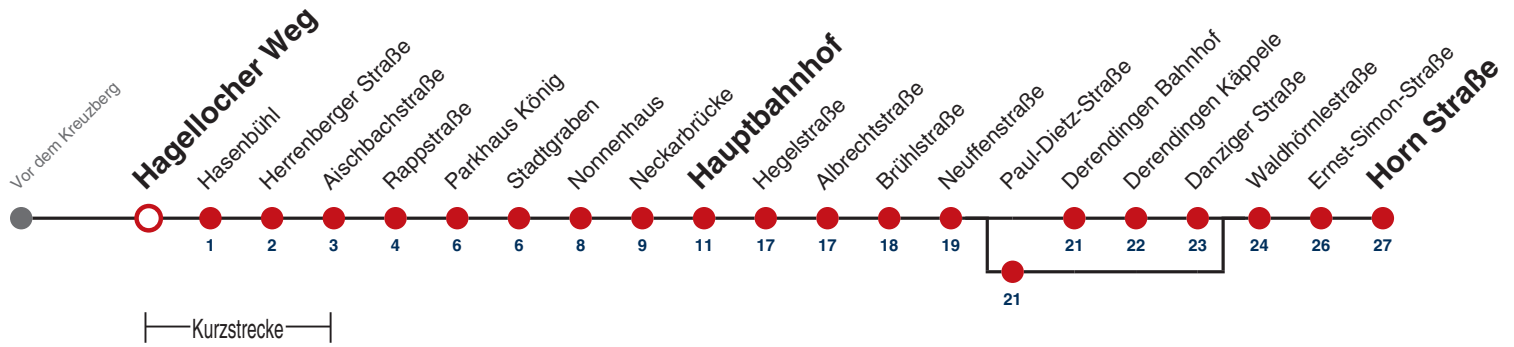 Vor dem Kreuzberg
Hagellocher Weg
Hasenbühl
Herrenberger Straße
Aischbachstraße
Rappstraße
Parkhaus König
Stadtgraben
Nonnenhaus
Neckarbrücke
Hauptbahnhof
Hegelstraße
Albrechtstraße
Brühlstraße
Neuffenstraße
Paul-Dietz-Straße
Derendingen Bahnhof
Derendingen Käppele
Danziger Straße
Waldhörnlestraße
Ernst-Simon-Straße
Horn Straße
1 2 3 4 6 6 8 9 11 17 17 18 19 21 22 23 24 26 27
21
Kurzstrecke